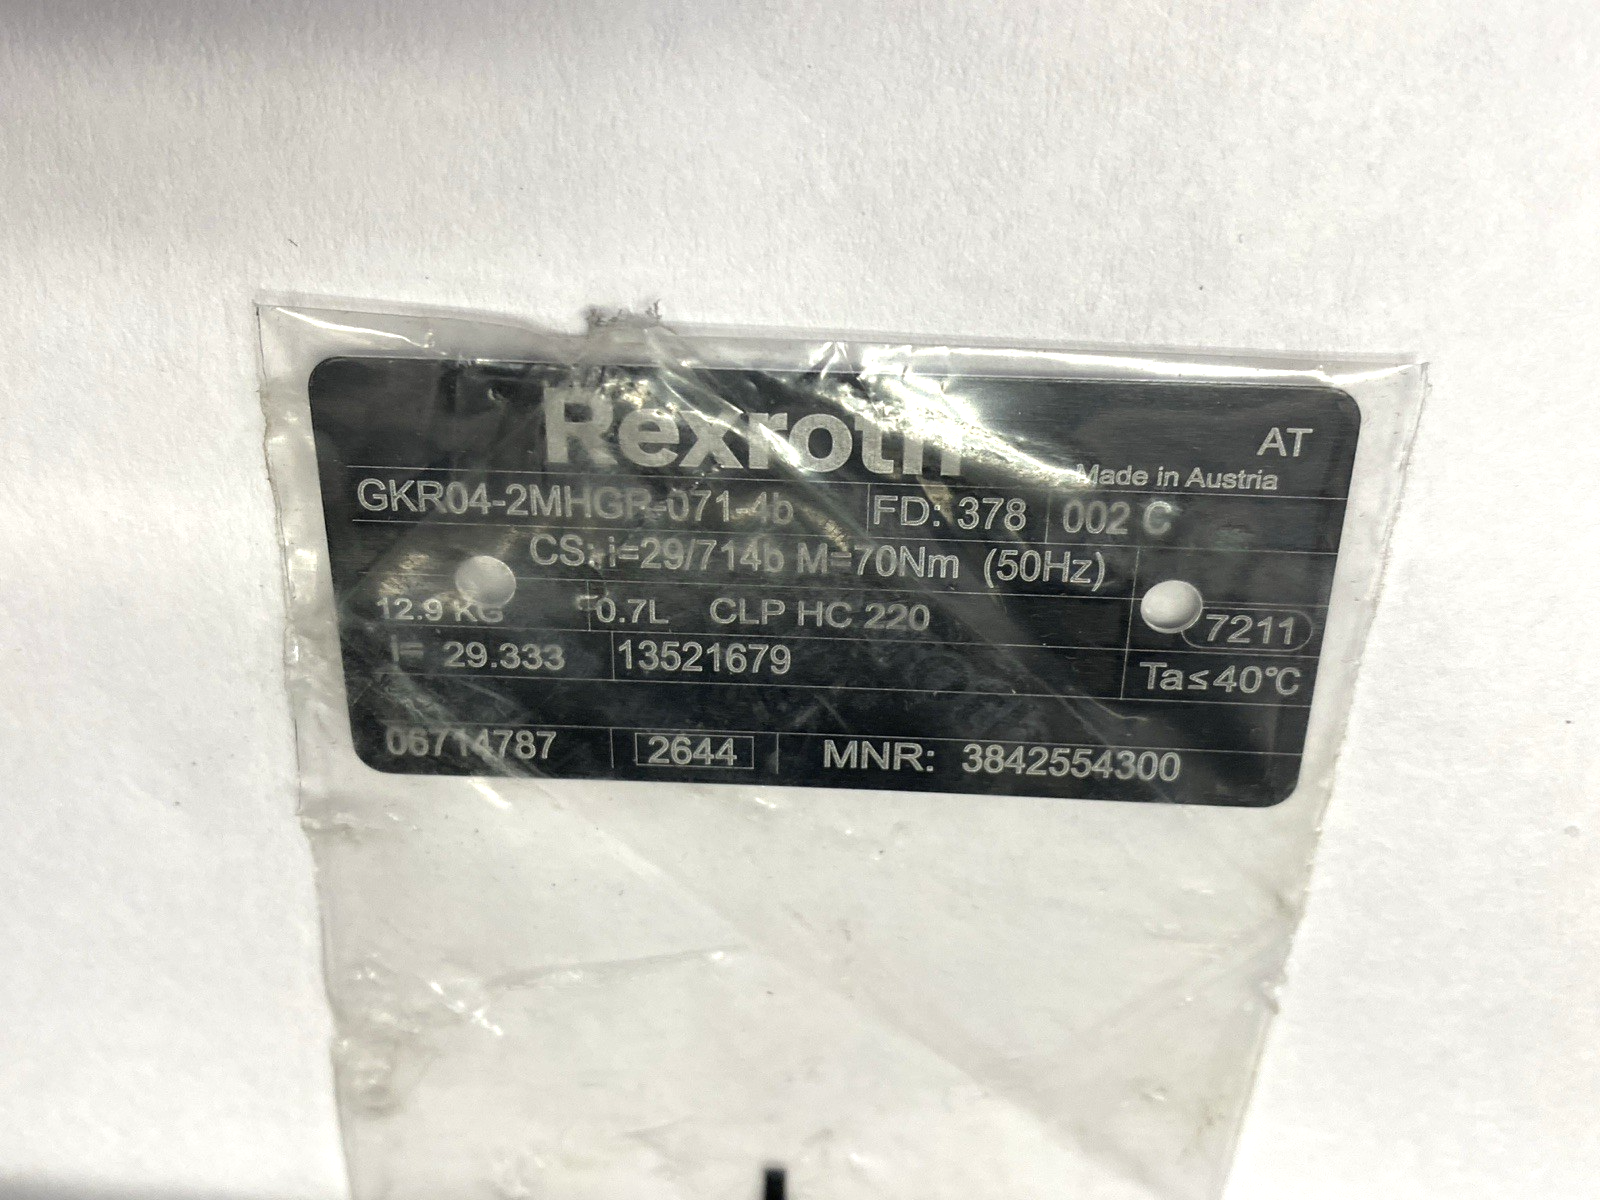 Rexroth
AT
Made in Austria
GKR04-2MHGR-071-4b FD: 378 002 C
CS: i=29/714b M=70Nm (50Hz)
12.9 KG 0.7L CLP HC 220 7211
i= 29.333 13521679 Ta≤40°C
06714787 2644 MNR: 3842554300